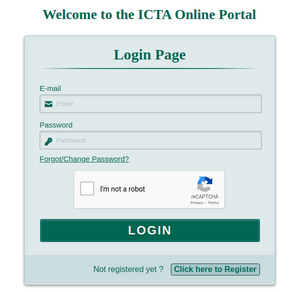 Welcome to the ICTA Online Portal
Login Page
E-mail
Email
Password
Password
Forgot/Change Password?
I'm not a robot
reCAPTCHA
Privacy - Terms
LOGIN
Not registered yet ? Click here to Register